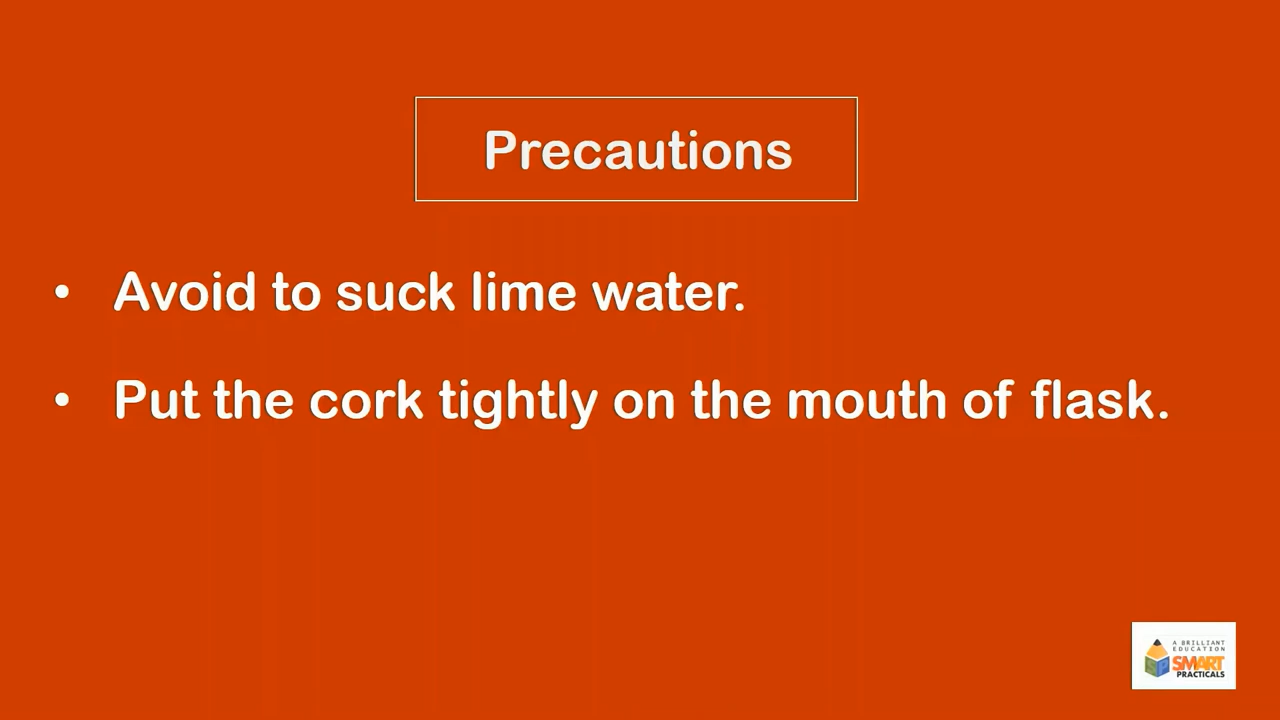 Precautions
• Avoid to suck lime water.
• Put the cork tightly on the mouth of flask.
A BRILLIANT
EDUCATION
SP SMART
PRACTICALS